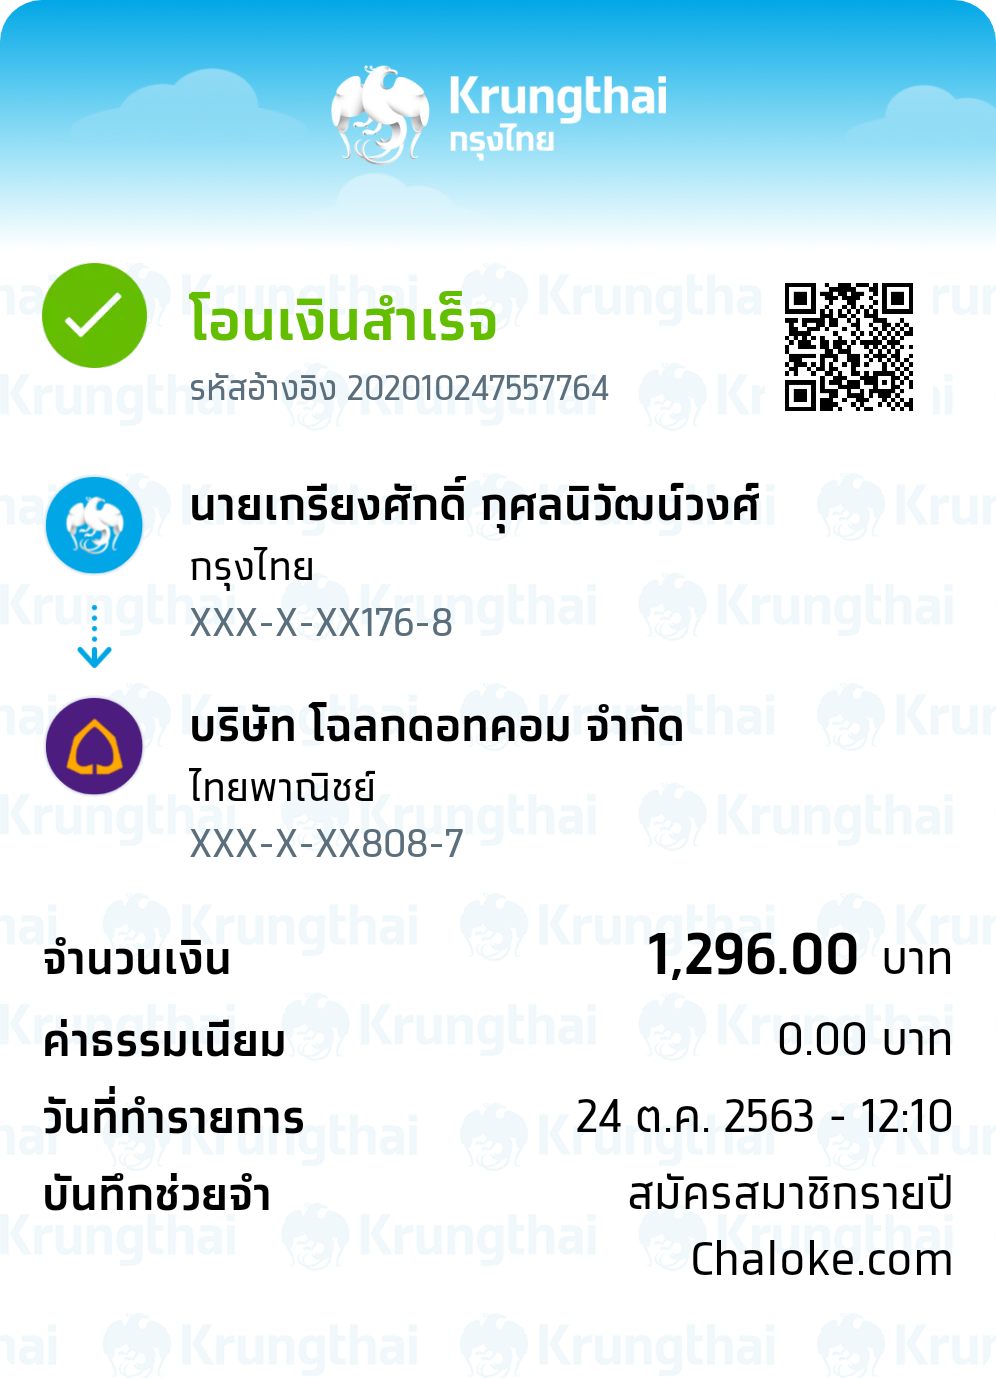 Krungthai
กรุงไทย
โอนเงินสำเร็จ
รหัสอ้างอิง 202010247557764
นายเกรียงศักดิ์ กุศลนิวัฒน์วงศ์
กรุงไทย
XXX-X-XX176-8
บริษัท โฉลกดอทคอม จำกัด
ไทยพาณิชย์
XXX-X-XX808-7
จำนวนเงิน 1,296.00 บาท
ค่าธรรมเนียม 0.00 บาท
วันที่ทำรายการ 24 ต.ค. 2563 - 12:10
บันทึกช่วยจำ สมัครสมาชิกรายปี
Chaloke.com